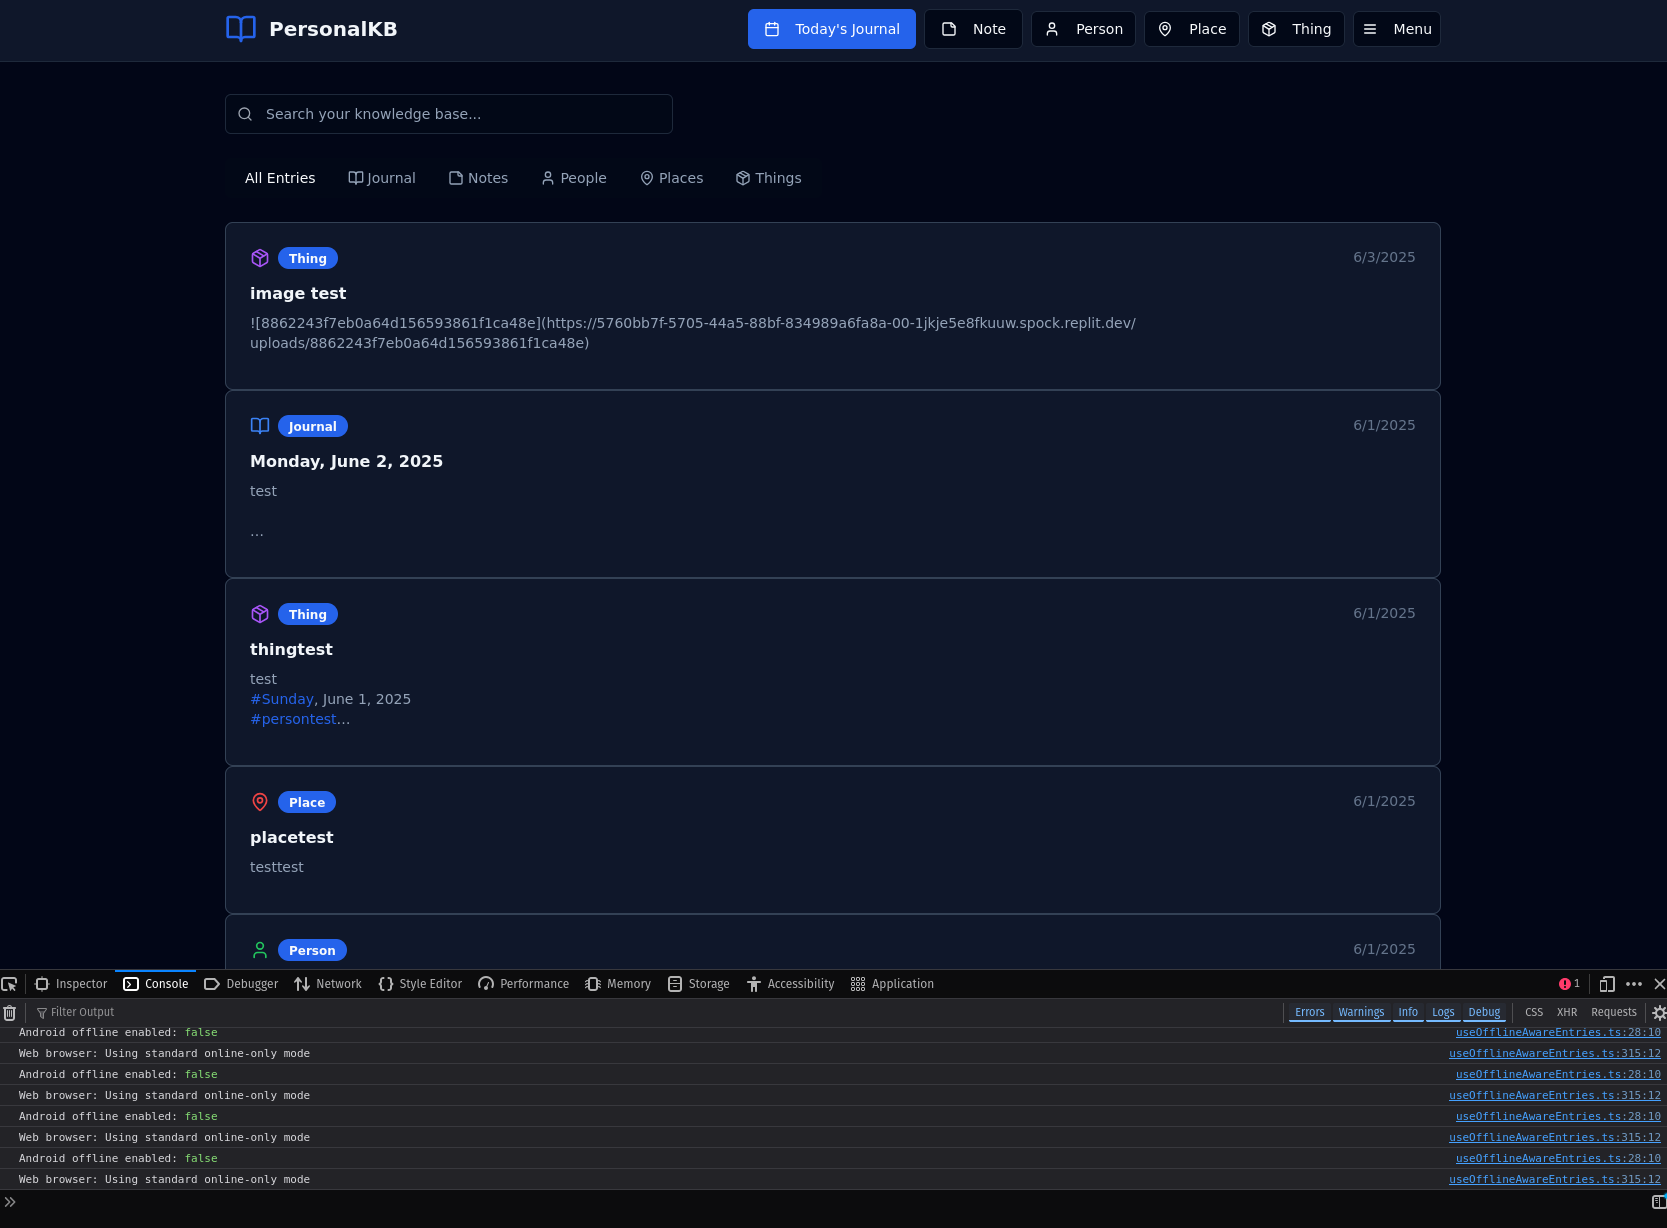 PersonalKB
Today's Journal
Note
Person
Place
Thing
Menu
Search your knowledge base...
All Entries
Journal
Notes
People
Places
Things
Thing
6/3/2025
image test
![8862243f7eb0a64d156593861f1ca48e](https://5760bb7f-5705-44a5-88bf-834989a6fa8a-00-1jkje5e8fkuuw.spock.replit.dev/
uploads/8862243f7eb0a64d156593861f1ca48e)
Journal
6/1/2025
Monday, June 2, 2025
test
...
Thing
6/1/2025
thingtest
test
#Sunday, June 1, 2025
#persontest...
Place
6/1/2025
placetest
testtest
Person
6/1/2025
Inspector
Console
Debugger
Network
Style Editor
Performance
Memory
Storage
Accessibility
Application
1
Filter Output
Errors
Warnings
Info
Logs
Debug
CSS
XHR
Requests
Android offline enabled: false useOfflineAwareEntries.ts:28:10
Web browser: Using standard online-only mode useOfflineAwareEntries.ts:315:12
Android offline enabled: false useOfflineAwareEntries.ts:28:10
Web browser: Using standard online-only mode useOfflineAwareEntries.ts:315:12
Android offline enabled: false useOfflineAwareEntries.ts:28:10
Web browser: Using standard online-only mode useOfflineAwareEntries.ts:315:12
Android offline enabled: false useOfflineAwareEntries.ts:28:10
Web browser: Using standard online-only mode useOfflineAwareEntries.ts:315:12